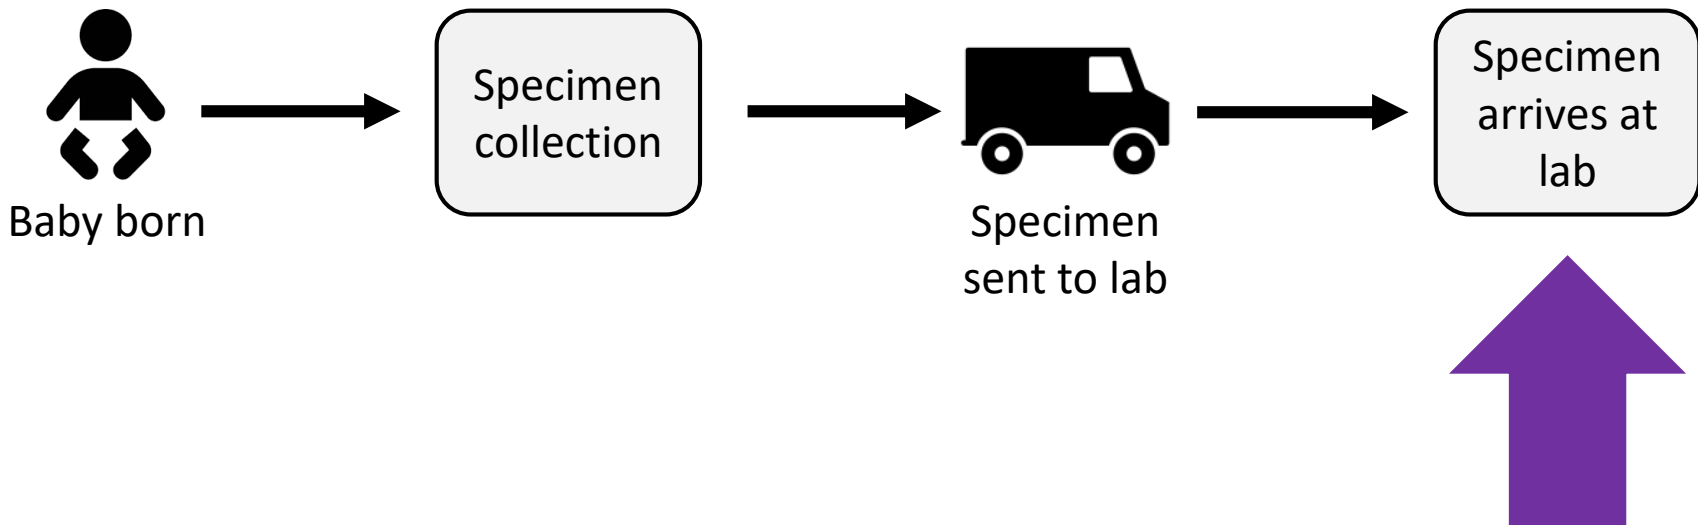 Baby born
Specimen
collection
Specimen
sent to lab
Specimen
arrives at
lab